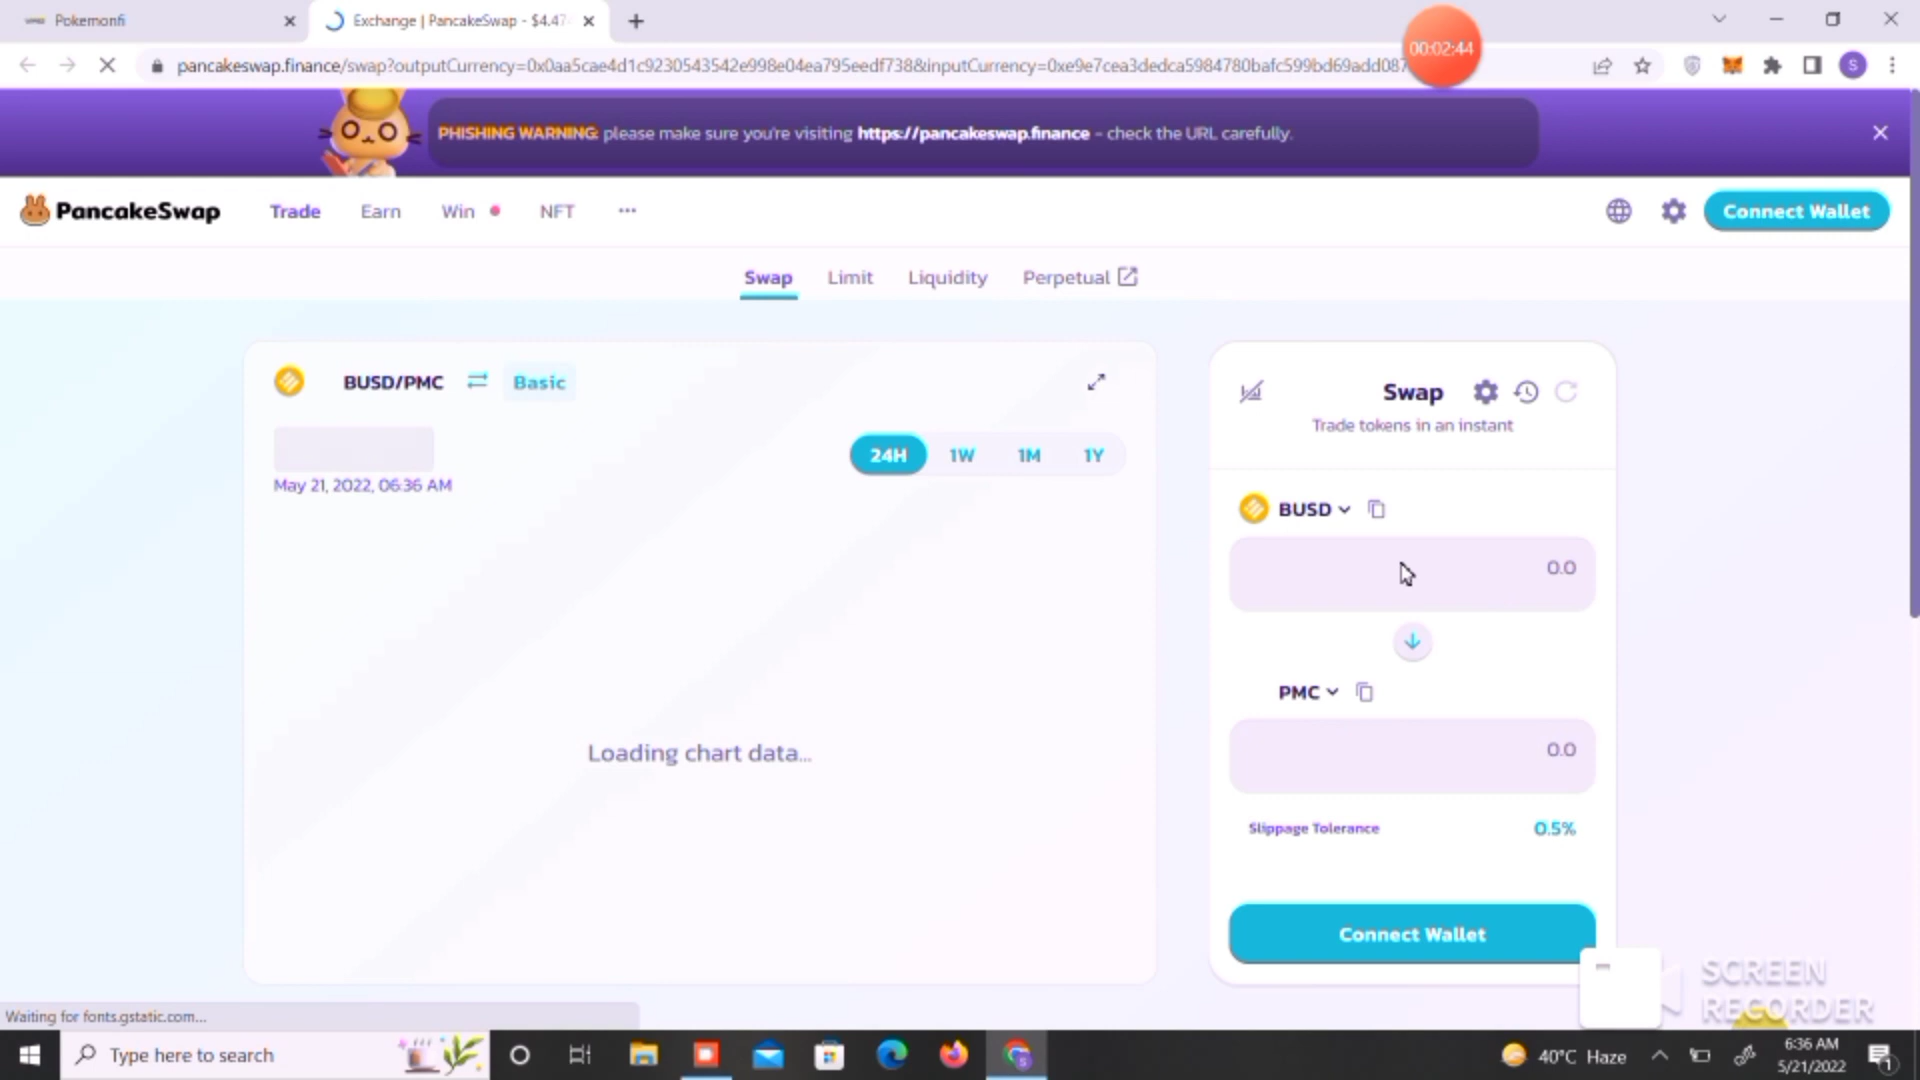 Pokemonfi
Exchange | PancakeSwap - $4.47
00:02:44
pancakeswap.finance/swap?outputCurrency=0x0aa5cae4d1c9230543542e998e04ea795eedf738&inputCurrency=0xe9e7cea3dedca5984780bafc599bd69add087
S
PHISHING WARNING: please make sure you're visiting https://pancakeswap.finance - check the URL carefully.
PancakeSwap
Trade
Earn
Win
NFT
Connect Wallet
Swap
Limit
Liquidity
Perpetual
BUSD/PMC
Basic
May 21, 2022, 06:36 AM
24H
1W
1M
1Y
Loading chart data...
Swap
Trade tokens in an instant
BUSD
0.0
PMC
0.0
Slippage Tolerance
0.5%
Connect Wallet
SCREEN
RECORDER
Waiting for fonts.gstatic.com...
Type here to search
40°C Haze
6:36 AM
5/21/2022
1